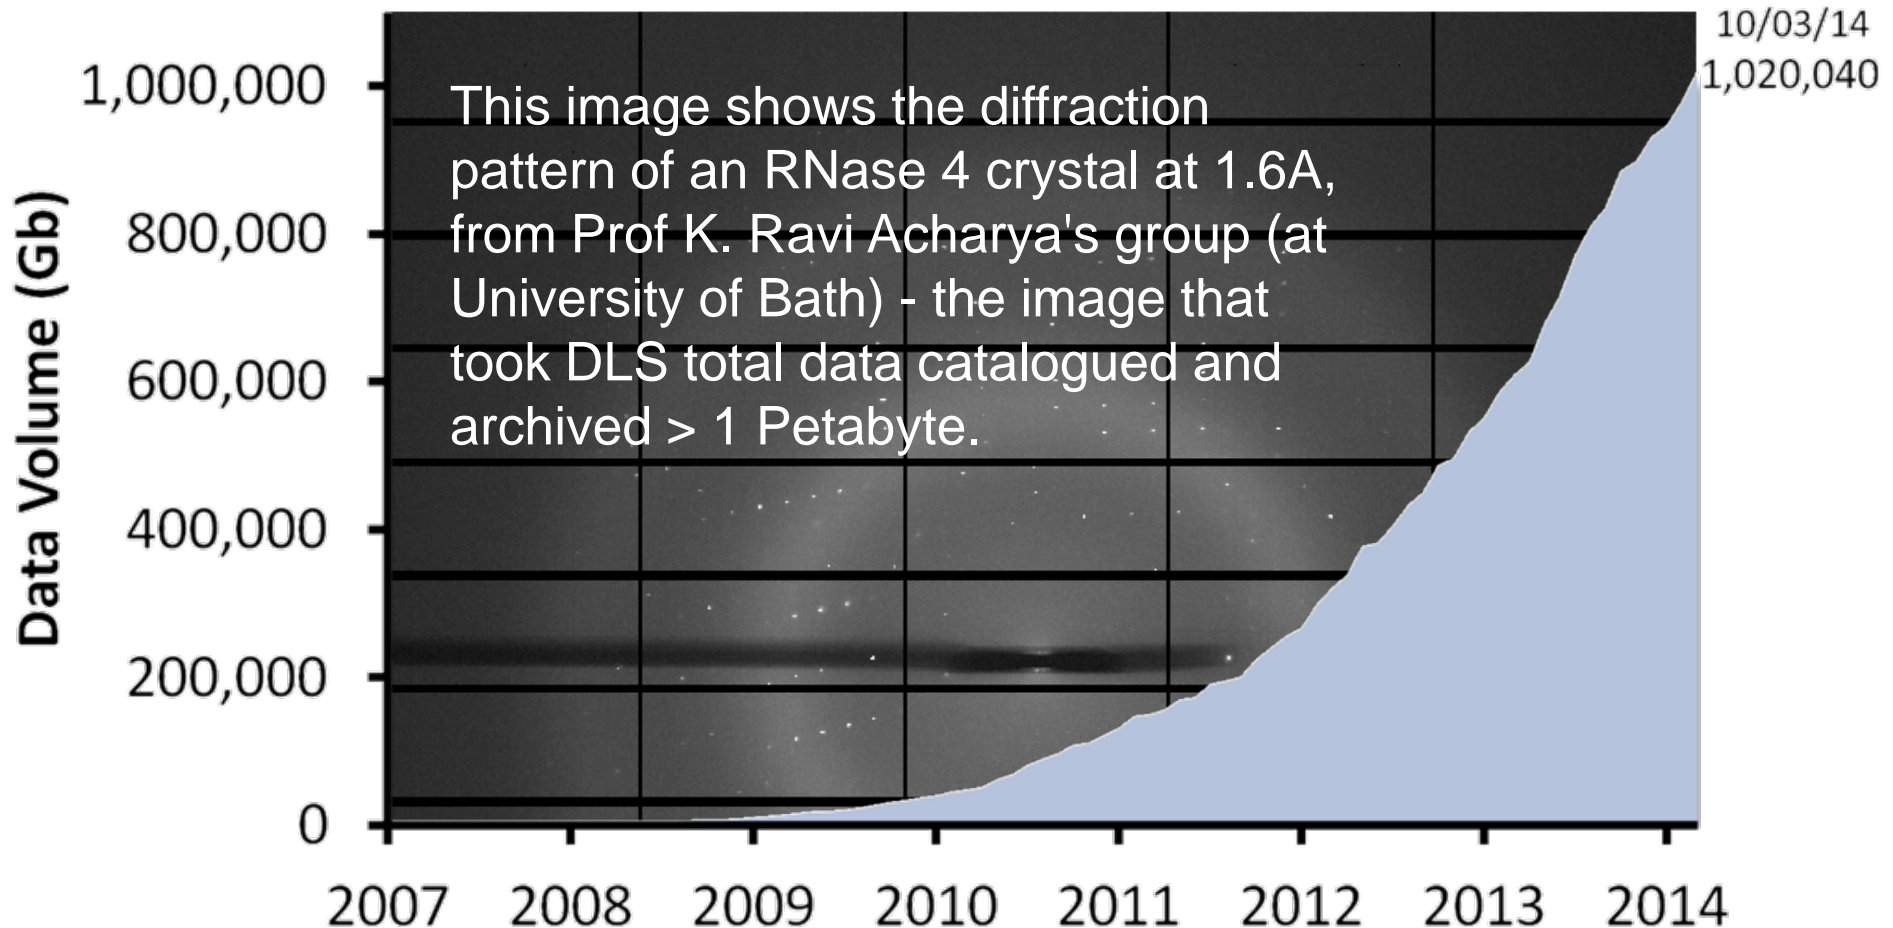 10/03/14
1,020,040
This image shows the diffraction
pattern of an RNase 4 crystal at 1.6A,
from Prof K. Ravi Acharya's group (at
University of Bath) - the image that
took DLS total data catalogued and
archived > 1 Petabyte.
Data Volume (Gb)
1,000,000
800,000
600,000
400,000
200,000
0
2007 2008 2009 2010 2011 2012 2013 2014